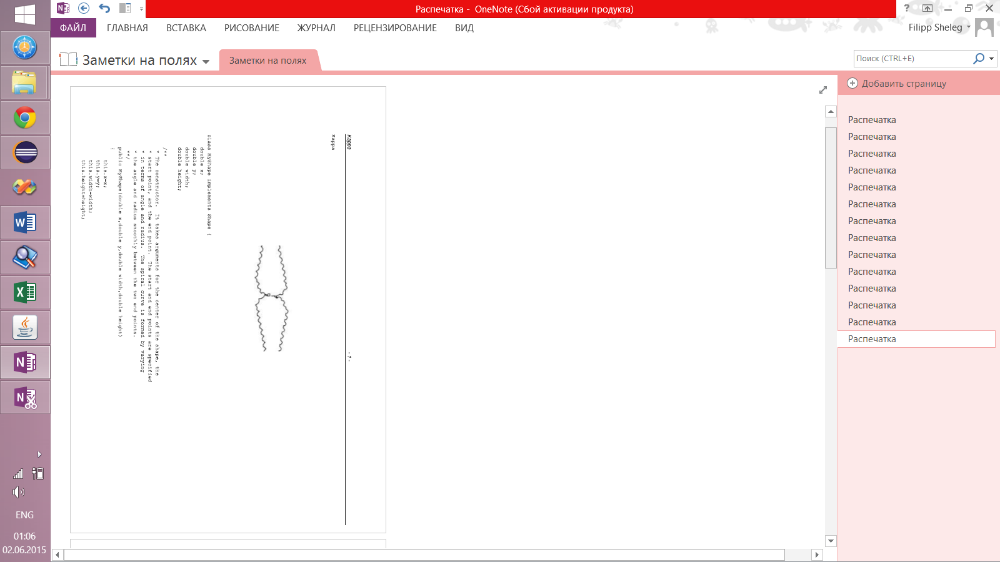 Распечатка - OneNote (Сбой активации продукта)
?
ФАЙЛ
ГЛАВНАЯ
ВСТАВКА
РИСОВАНИЕ
ЖУРНАЛ
РЕЦЕНЗИРОВАНИЕ
ВИД
Filipp Sheleg
Заметки на полях
Заметки на полях
Поиск (CTRL+E)
Добавить страницу
Распечатка
Распечатка
Распечатка
Распечатка
Распечатка
Распечатка
Распечатка
Распечатка
Распечатка
Распечатка
Распечатка
Распечатка
Распечатка
Распечатка
Kappa
- 1 -
Kappa
class MyShape implements Shape {
double x;
double y;
double width;
double height;
/**
* The constructor. It takes arguments for the center of the shape, the
* start point, and the end point. The start and end points are specified
* in terms of angle and radius. The spiral curve is formed by varying
* the angle and radius smoothly between the two end points.
**/
public MyShape(double x,double y,double width,double height)
{
this.x=x;
this.y=y;
this.width=width;
this.height=height;
ENG
01:06
02.06.2015